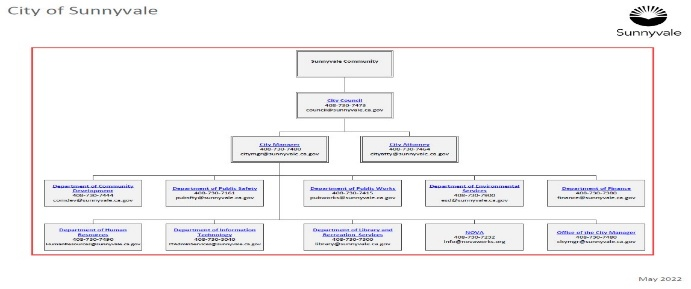 City of Sunnyvale
Sunnyvale
Sunnyvale Community
City Council
408-730-7473
council@sunnyvale.ca.gov
City Manager
408-730-7480
citymgr@sunnyvale.ca.gov
City Attorney
408-730-7464
cityatty@sunnyvale.ca.gov
Department of Community
Development
408-730-7444
comdev@sunnyvale.ca.gov
Department of Public Safety
408-730-7161
pubsfty@sunnyvale.ca.gov
Department of Public Works
408-730-7415
pubworks@sunnyvale.ca.gov
Department of Environmental
Services
408-730-7900
esd@sunnyvale.ca.gov
Department of Finance
408-730-7380
finance@sunnyvale.ca.gov
Department of Human
Resources
408-730-7490
Department of Information
Technology
Department of Library and
Recreation Services
408-730-7300
library@sunnyvale.ca.gov
NOVA
408-730-7232
info@novaworks.org
Office of the City Manager
408-730-7480
citymgr@sunnyvale.ca.gov
May 2022